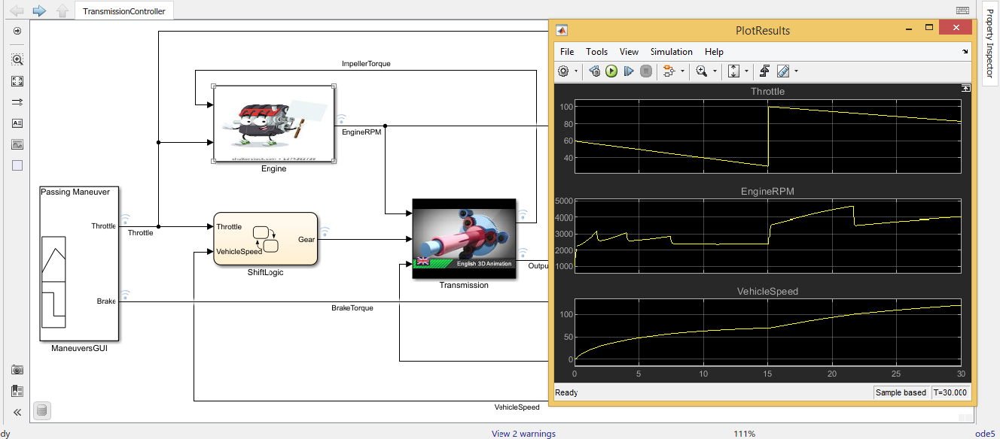 TransmissionController
Property Inspector
PlotResults
File Tools View Simulation Help
ImpellerTorque
EngineRPM
shutterstock.com • 1274302720
Engine
Passing Maneuver
Throttle
Throttle
Brake
ManeuversGUI
Throttle
VehicleSpeed
Gear
ShiftLogic
English 3D Animation
Transmission
Outpu
BrakeTorque
VehicleSpeed
Throttle
100
80
60
40
EngineRPM
5000
4000
3000
2000
1000
VehicleSpeed
100
50
0
0 5 10 15 20 25 30
Ready
Sample based T=30.000
dy
View 2 warnings
111%
ode5